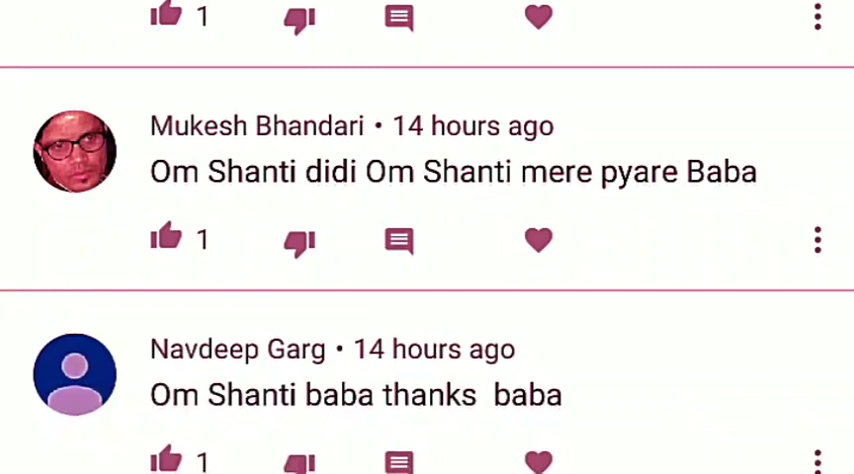 1
Mukesh Bhandari • 14 hours ago
Om Shanti didi Om Shanti mere pyare Baba
1
Navdeep Garg • 14 hours ago
Om Shanti baba thanks  baba
1